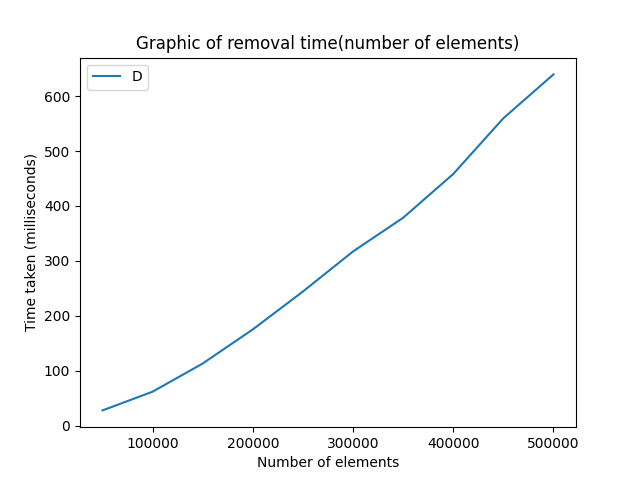 Graphic of removal time(number of elements)
D
Time taken (milliseconds)
600
500
400
300
200
100
0
100000 200000 300000 400000 500000
Number of elements